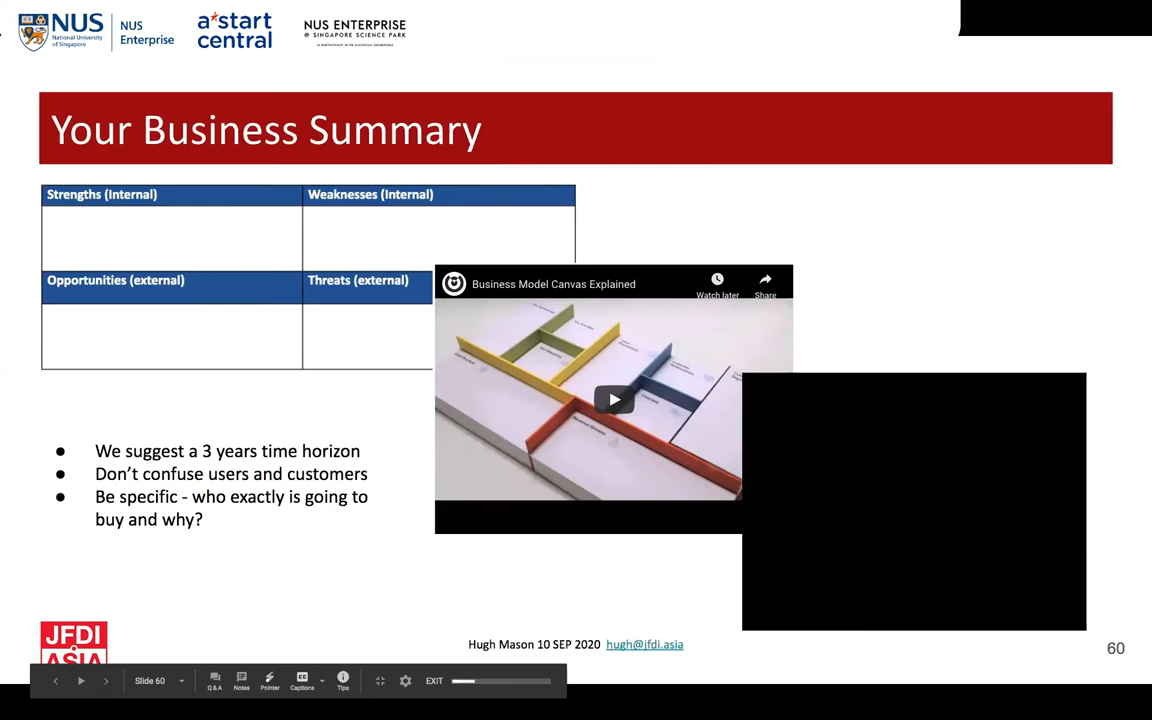 NUS
National University
of Singapore
NUS
Enterprise
a*start
central
NUS ENTERPRISE
@ SINGAPORE SCIENCE PARK
Your Business Summary
Strengths (Internal)
Weaknesses (Internal)
Opportunities (external)
Threats (external)
Business Model Canvas Explained
Watch later
Share
Channels
Revenue Streams
● We suggest a 3 years time horizon
● Don’t confuse users and customers
● Be specific - who exactly is going to
buy and why?
JFDI
ASIA
Hugh Mason 10 SEP 2020 hugh@jfdi.asia
60
Slide 60
Q & A
Notes
Pointer
Captions
Tips
EXIT